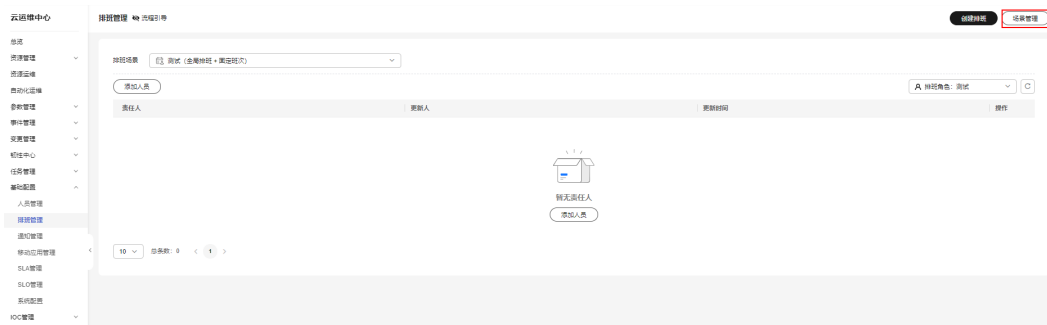 云运维中心
排班管理 流程引导
创建排班 场景管理
总览
资源管理
资源运维
自动化运维
参数管理
事件管理
变更管理
韧性中心
任务管理
基础配置
人员管理
排班管理
通知管理
移动应用管理
SLA管理
SLO管理
系统配置
IOC管理
排班场景 测试（全局排班+固定班次）
添加人员
排班角色：测试
责任人 更新人 更新时间 操作
暂无责任人
添加人员
10 总条数：0 < 1 >